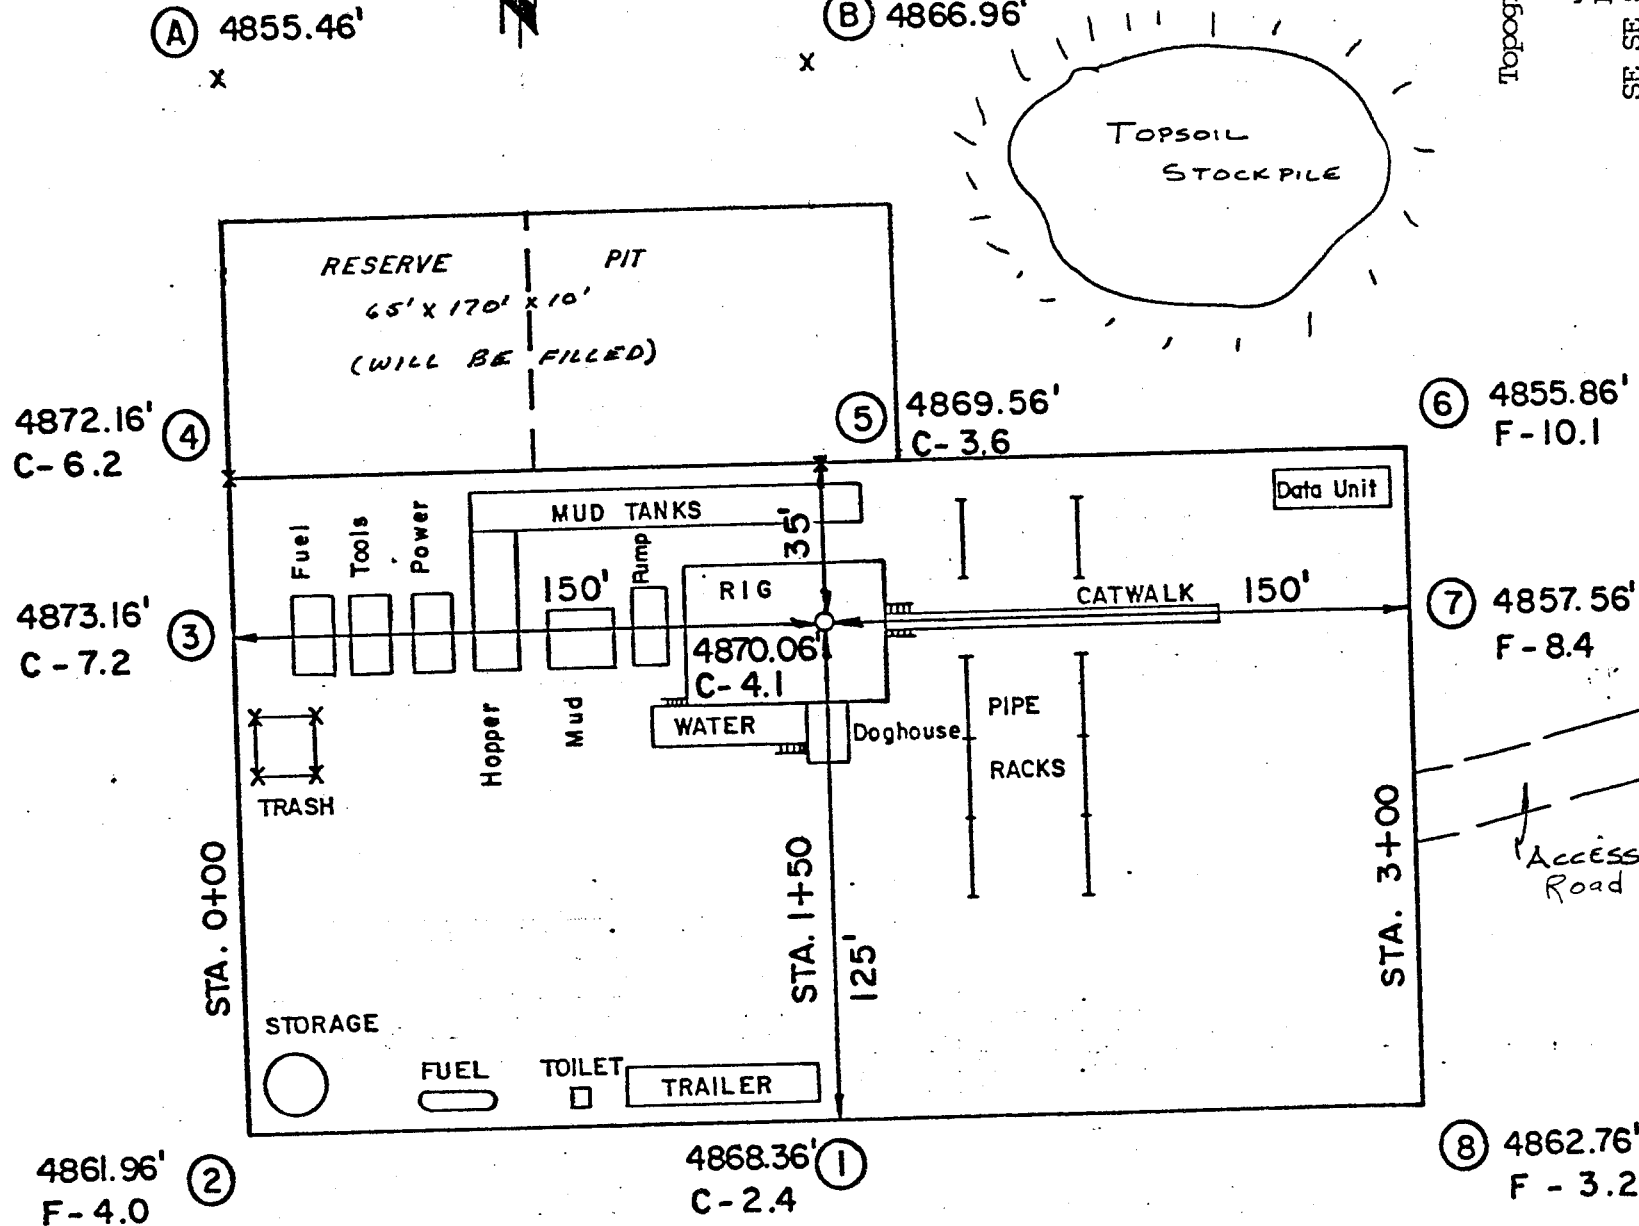 A 4855.46'
N
B 4866.96'
x
x
Topog
SE SE
TOPSOIL
STOCKPILE
RESERVE PIT
65' X 170' x 10'
(WILL BE FILLED)
4872.16' 4
C-6.2
5 4869.56'
C-3.6
6 4855.86'
F-10.1
Data Unit
MUD TANKS
Fuel
Tools
Power
Pump
35'
150'
RIG
CATWALK
150'
4873.16'
3
C-7.2
4870.06'
C-4.1
7 4857.56'
F-8.4
Hopper
Mud
WATER
Doghouse
PIPE
RACKS
TRASH
STA. 0+00
STA. 1+50
125'
STA. 3+00
ACCESS
Road
STORAGE
FUEL
TOILET
TRAILER
4861.96' 2
F-4.0
4868.36' 1
C-2.4
8 4862.76'
F-3.2